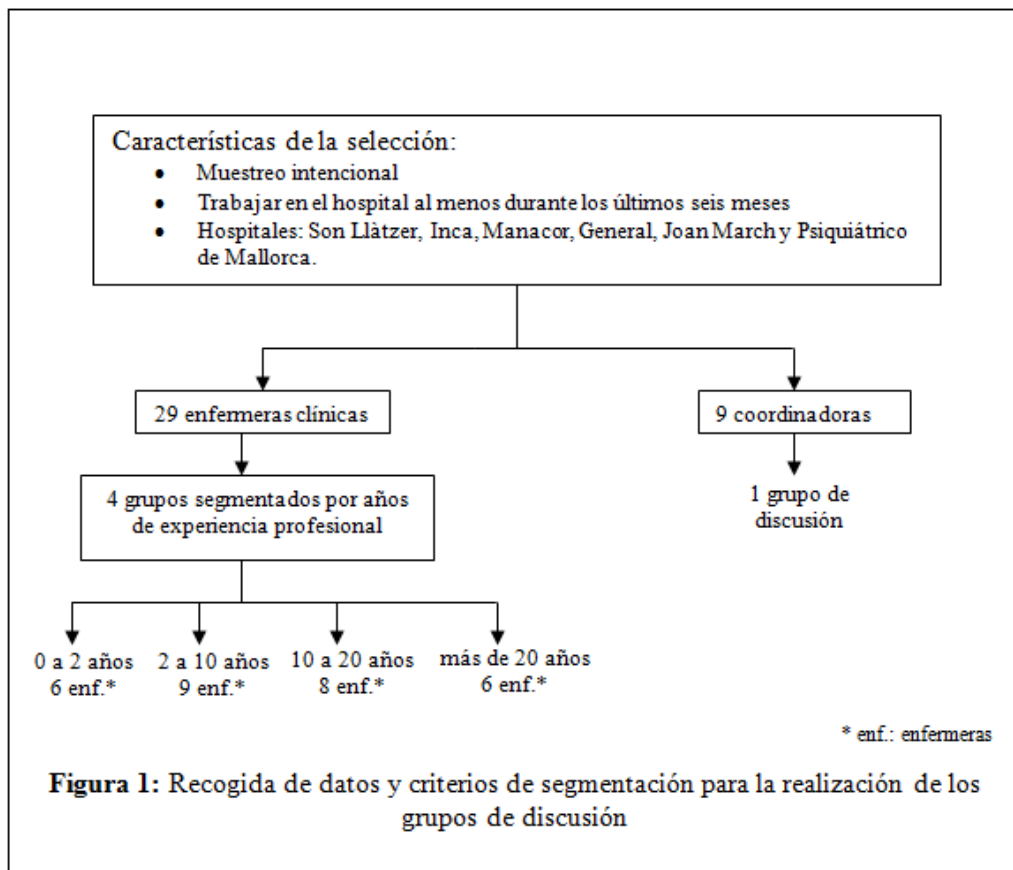 Características de la selección:
• Muestreo intencional
• Trabajar en el hospital al menos durante los últimos seis meses
• Hospitales: Son Llàtzer, Inca, Manacor, General, Joan March y Psiquiátrico
de Mallorca.
29 enfermeras clínicas
9 coordinadoras
4 grupos segmentados por años
de experiencia profesional
1 grupo de
discusión
0 a 2 años
6 enf.*
2 a 10 años
9 enf.*
10 a 20 años
8 enf.*
más de 20 años
6 enf.*
* enf.: enfermeras
Figura 1: Recogida de datos y criterios de segmentación para la realización de los
grupos de discusión